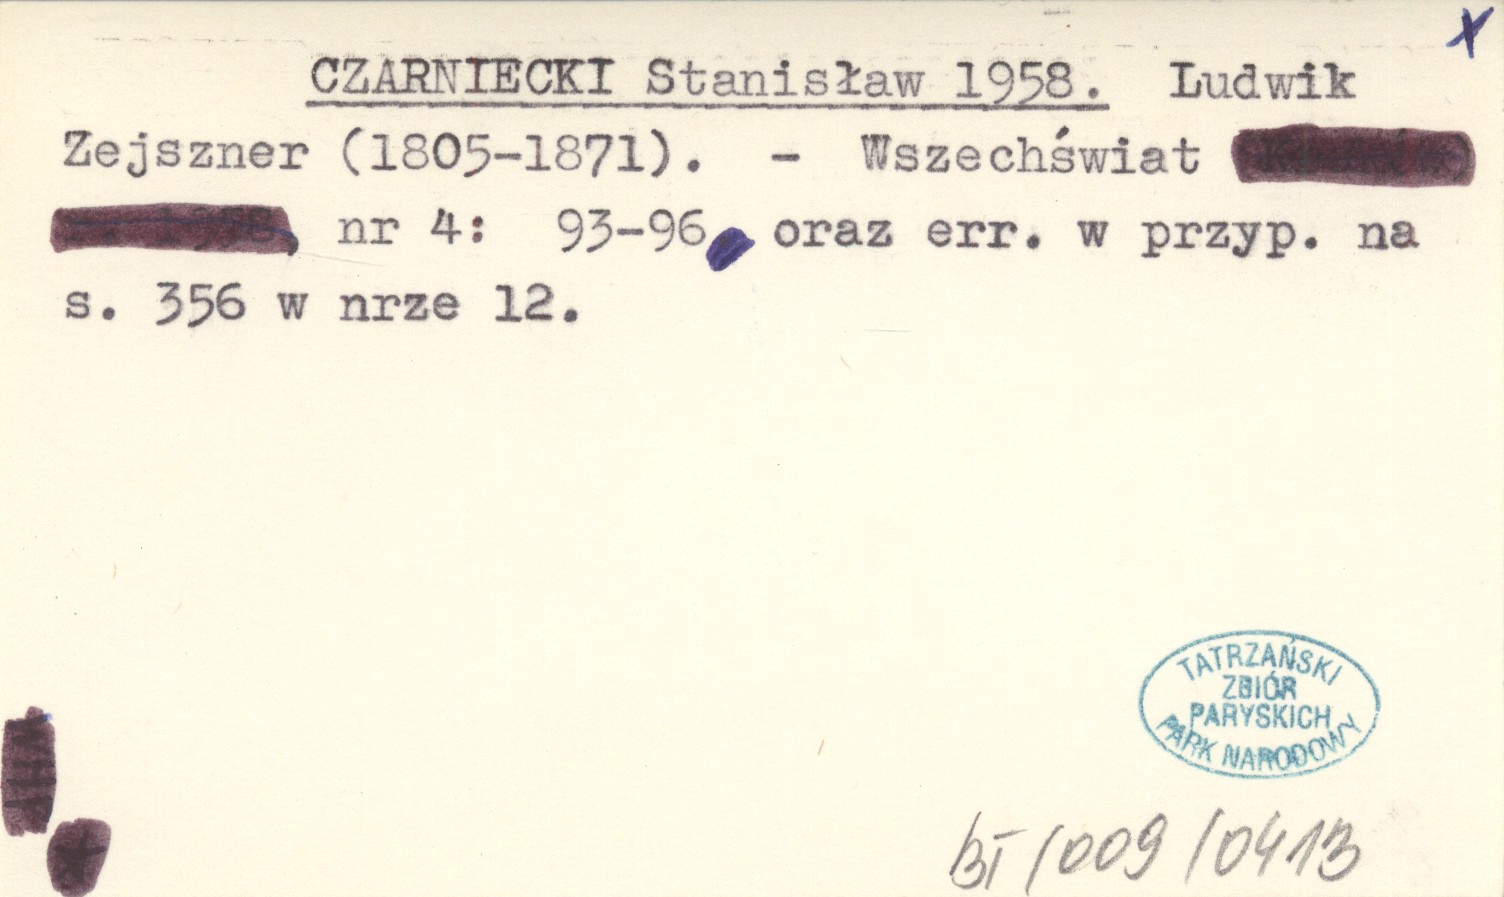 x
CZARNIECKI Stanisław 1958. Ludwik
Zejszner (1805-1871). - Wszechświat
nr 4: 93-96 oraz err. w przyp. na
s. 356 w nrze 12.
TATRZAŃSKI
ZBIÓR
PARYSKICH
PARK NARODOWY
BT/009/0413